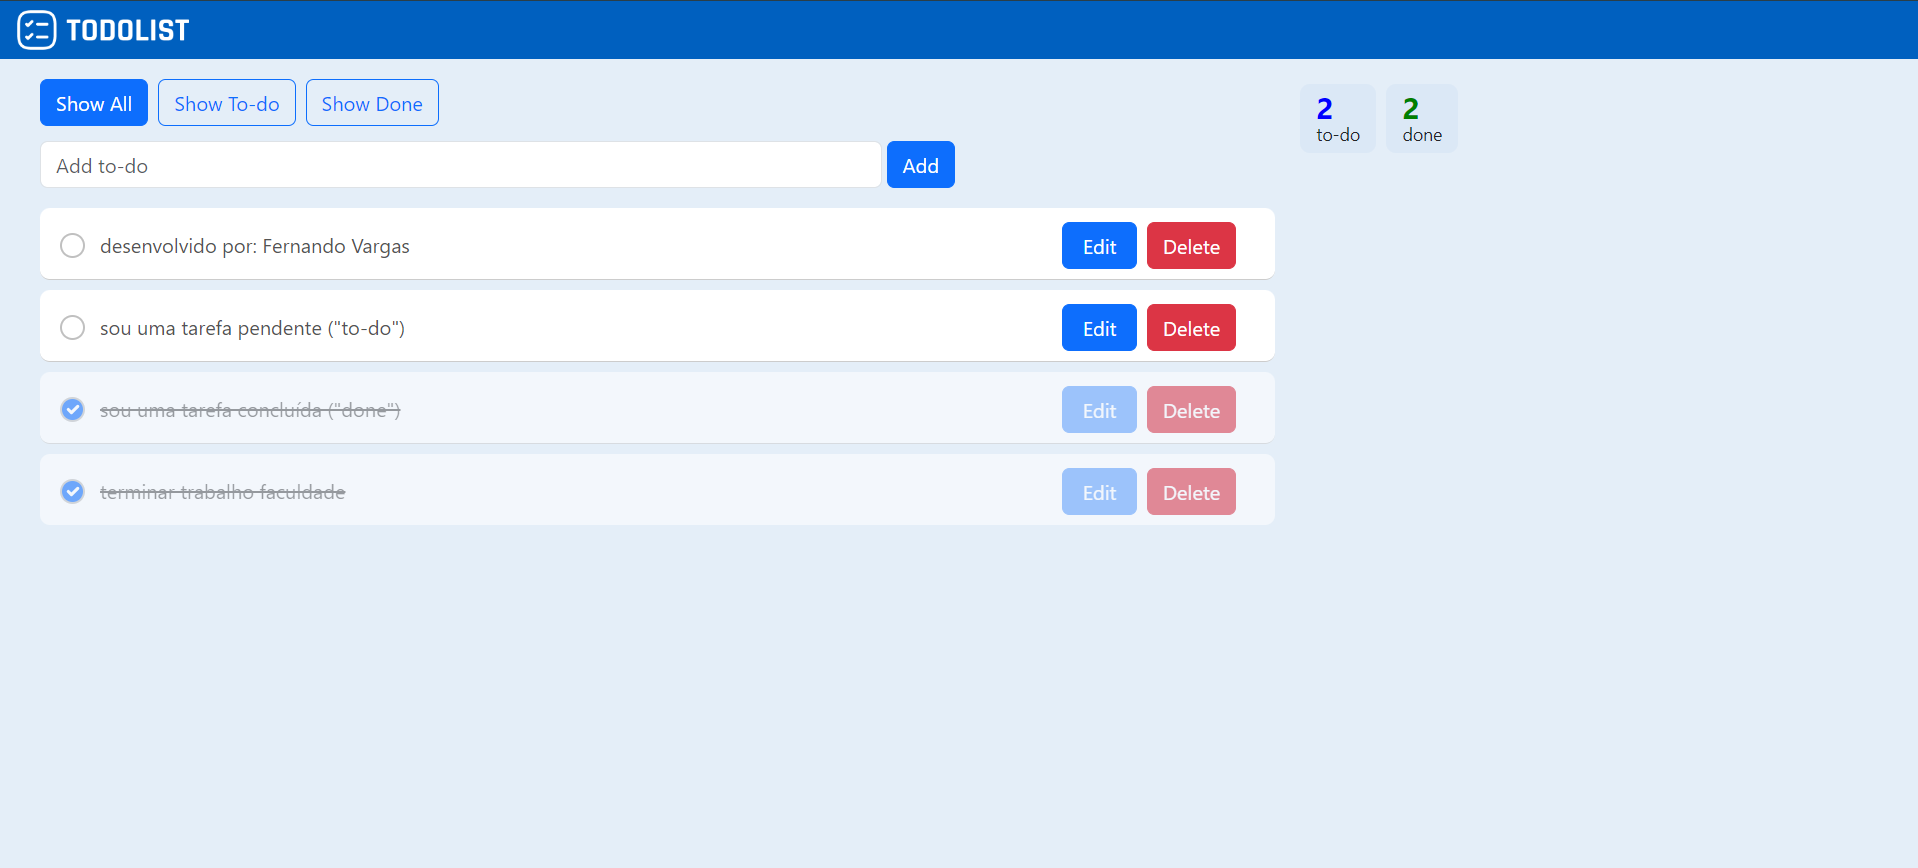 TODOLIST
Show All Show To-do Show Done
2 2
to-do done
Add to-do Add
desenvolvido por: Fernando Vargas Edit Delete
sou uma tarefa pendente ("to-do") Edit Delete
sou uma tarefa concluída ("done") Edit Delete
terminar trabalho faculdade Edit Delete